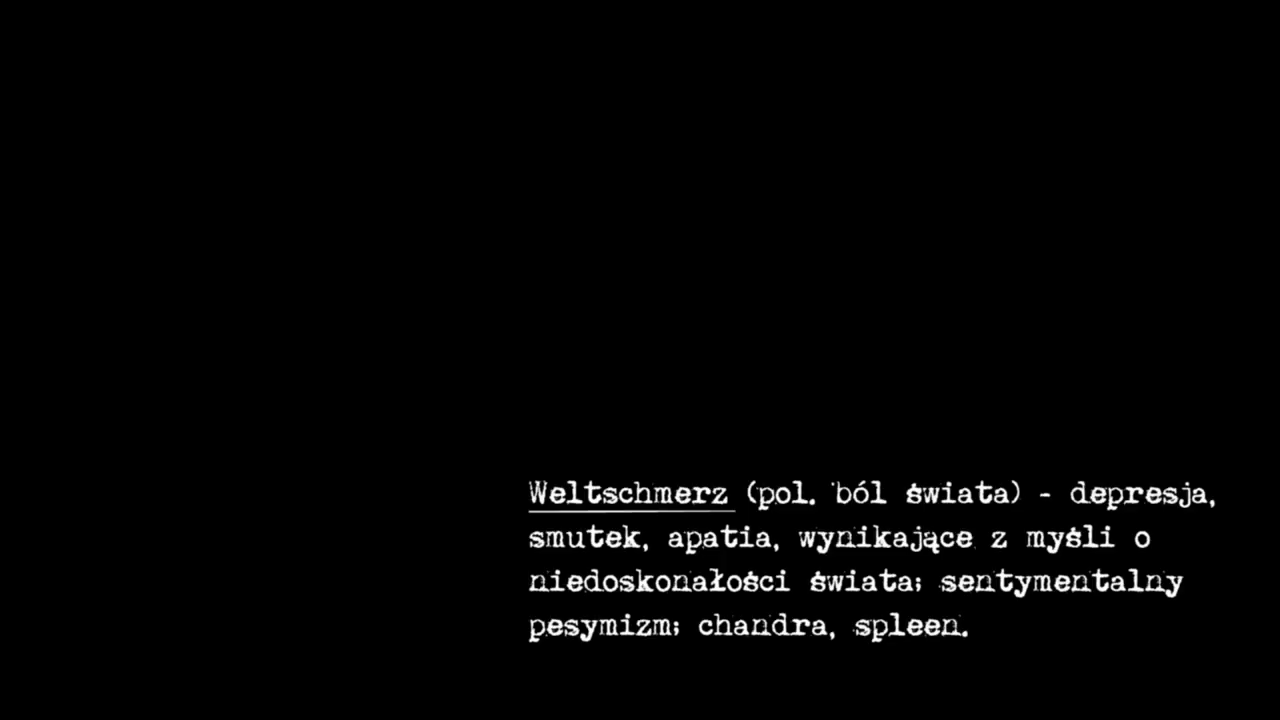 Weltschmerz (pol. ból świata) - depresja,
smutek, apatia, wynikające z myśli o
niedoskonałości świata; sentymentalny
pesymizm; chandra, spleen.